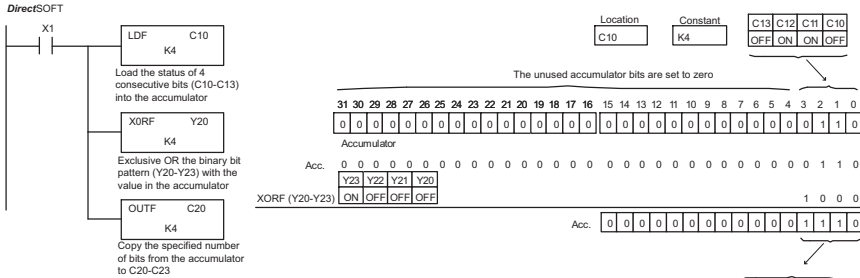 DirectSOFT
X1
LDF C10
K4
Load the status of 4
consecutive bits (C10-C13)
into the accumulator
X0RF Y20
K4
Exclusive OR the binary bit
pattern (Y20-Y23) with the
value in the accumulator
OUTF C20
K4
Copy the specified number
of bits from the accumulator
to C20-C23
Location Constant
C10 K4
C13 C12 C11 C10
OFF ON ON OFF
The unused accumulator bits are set to zero
31 30 29 28 27 26 25 24 23 22 21 20 19 18 17 16 15 14 13 12 11 10 9 8 7 6 5 4 3 2 1 0
0 0 0 0 0 0 0 0 0 0 0 0 0 0 0 0 0 0 0 0 0 0 0 0 0 0 0 0 0 1 1 0
Accumulator
Acc. 0 0 0 0 0 0 0 0 0 0 0 0 0 0 0 0 0 0 0 0 0 0 0 0 0 0 0 0 0 1 1 0
Y23 Y22 Y21 Y20
XORF (Y20-Y23) ON OFF OFF OFF 1 0 0 0
Acc. 0 0 0 0 0 0 0 0 0 0 0 0 1 1 1 0